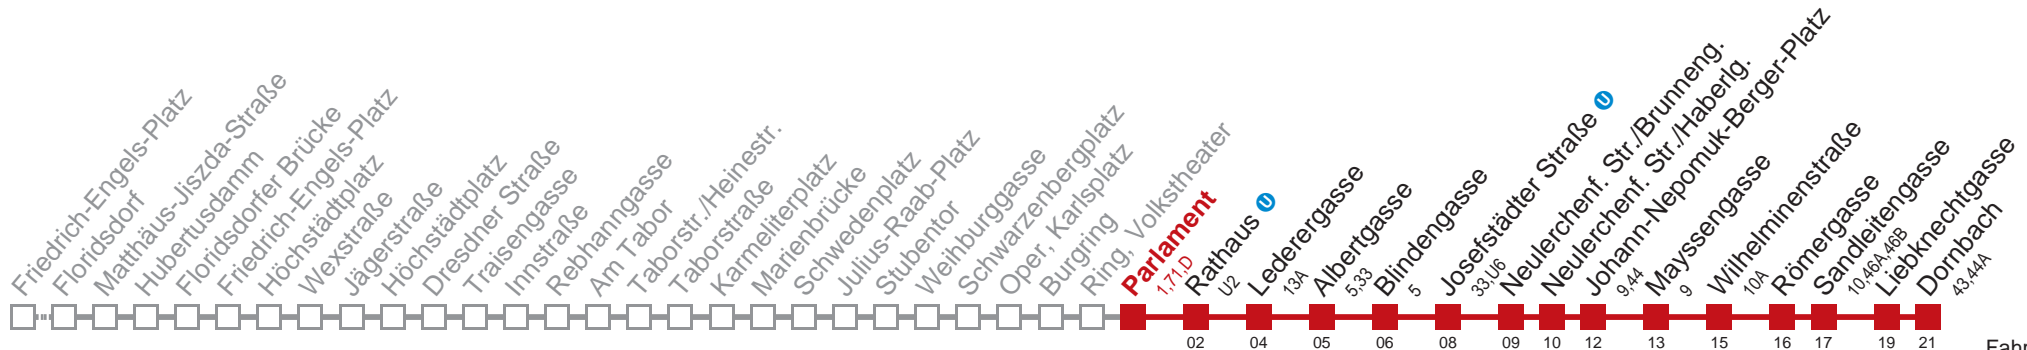 Friedrich-Engels-Platz
Floridsdorf
Matthäus-Jiszda-Straße
Hubertusdamm
Floridsdorfer Brücke
Friedrich-Engels-Platz
Höchstädtplatz
Wexstraße
Jägerstraße
Höchstädtplatz
Dresdner Straße
Traisengasse
Innstraße
Rebhanngasse
Am Tabor
Taborstr./Heinestr.
Taborstraße
Karmeliterplatz
Marienbrücke
Schwedenplatz
Julius-Raab-Platz
Stubentor
Weihburggasse
Schwarzenbergplatz
Oper, Karlsplatz
Burgring
Ring, Volkstheater
Parlament
1,71,D
Rathaus U
U2
Lederergasse
13A
Albertgasse
5,33
Blindengasse
5
Josefstädter Straße U
33,U6
Neulerchenf. Str./Brunneng.
Neulerchenf. Str./Haberlg.
Johann-Nepomuk-Berger-Platz
9,44
Mayssengasse
9
Wilhelminenstraße
10A
Römergasse
Sandleitengasse
10,46A,46B
Liebknechtgasse
Dornbach
43,44A
02 04 05 06 08 09 10 12 13 15 16 17 19 21
Fahr